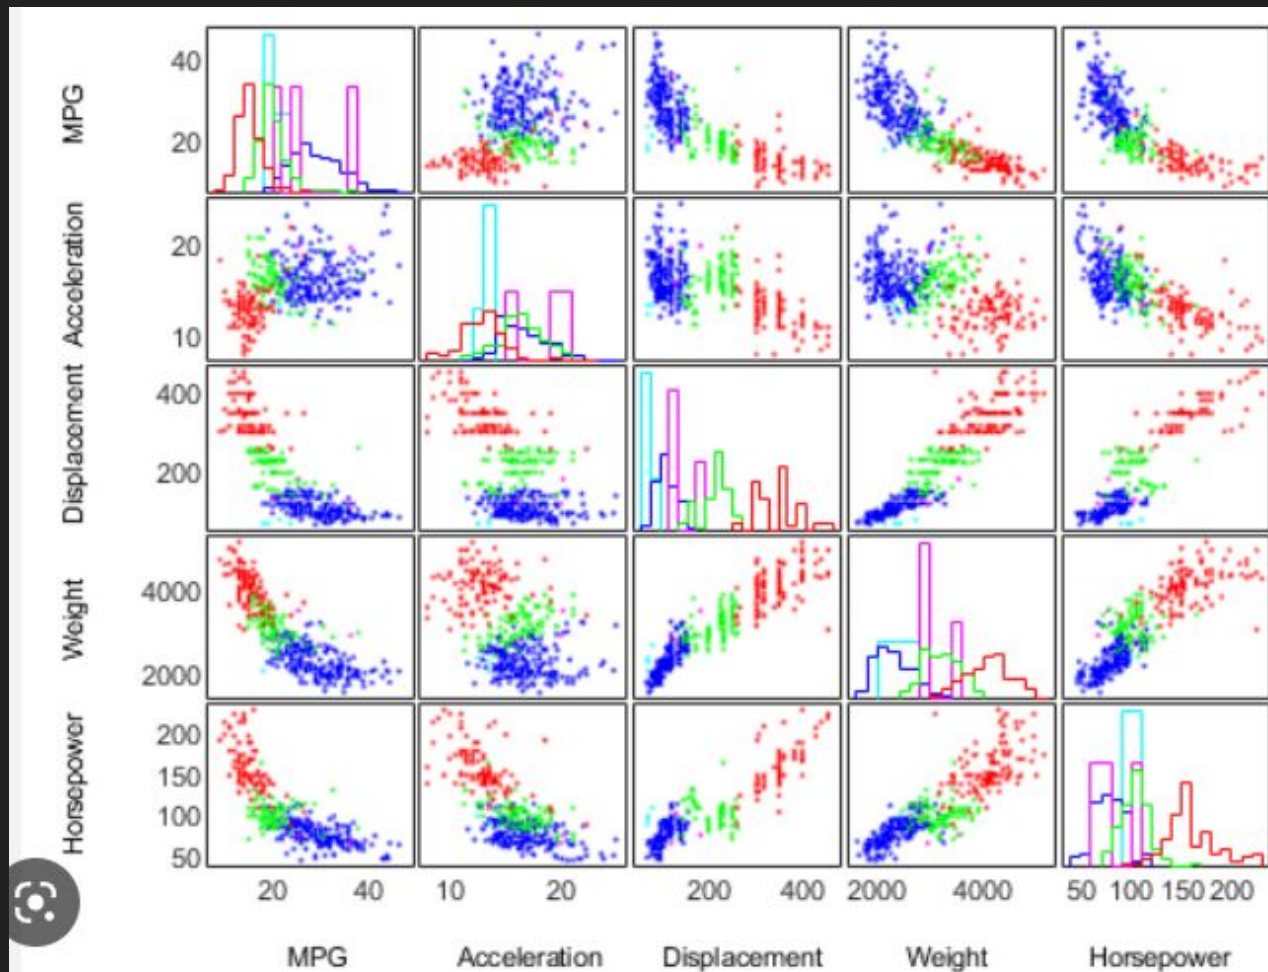 MPG
40
20
Acceleration
20
10
Displacement
400
200
Weight
4000
2000
Horsepower
200
150
100
50
20 40 10 20 200 400 2000 4000 50 100 150 200
MPG Acceleration Displacement Weight Horsepower